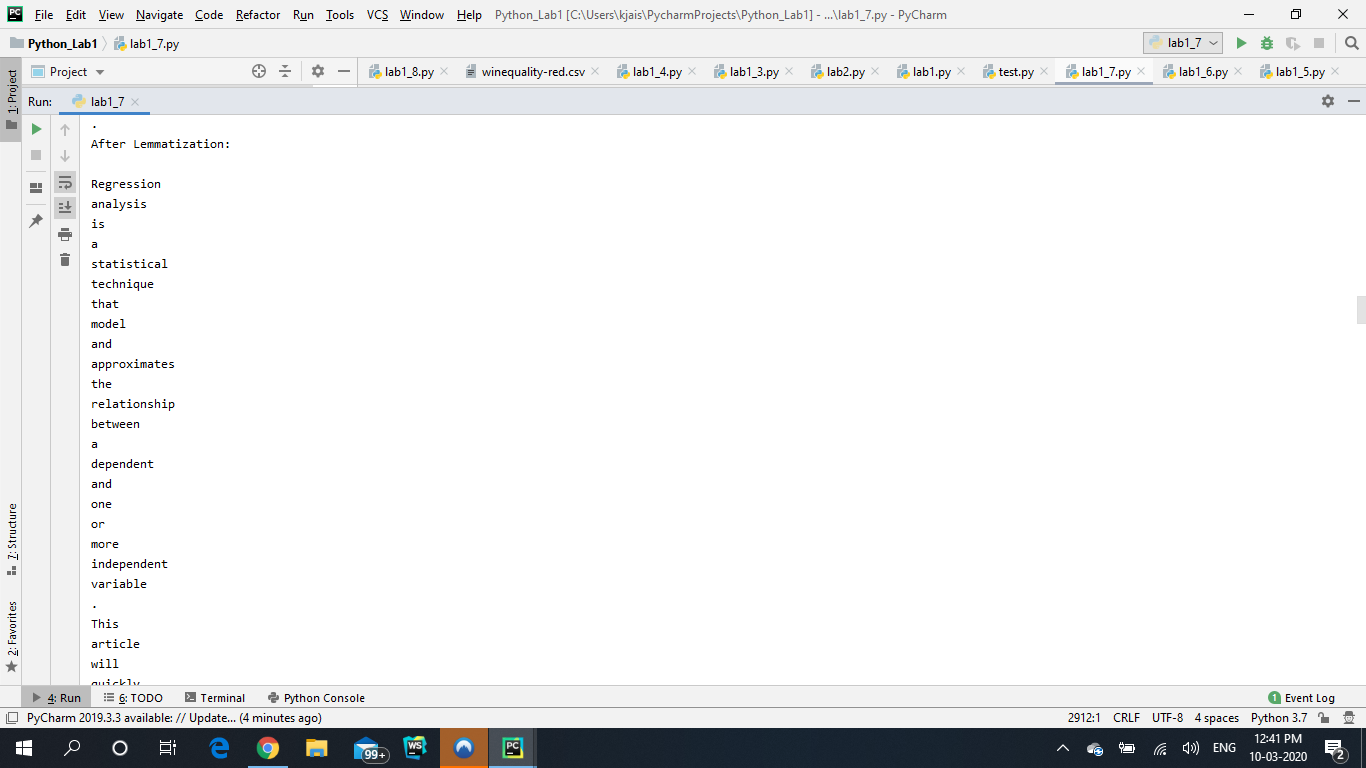 File Edit View Navigate Code Refactor Run Tools VCS Window Help Python_Lab1 [C:\Users\kjais\PycharmProjects\Python_Lab1] - ...\lab1_7.py - PyCharm
Python_Lab1 lab1_7.py lab1_7
Project lab1_8.py winequality-red.csv lab1_4.py lab1_3.py lab2.py lab1.py test.py lab1_7.py lab1_6.py lab1_5.py
1: Project
Run: lab1_7
.
After Lemmatization:
Regression
analysis
is
a
statistical
technique
that
model
and
approximates
the
relationship
between
a
dependent
and
one
or
more
independent
variable
.
This
article
will
quickly
7: Structure
2: Favorites
4: Run 6: TODO Terminal Python Console 1 Event Log
PyCharm 2019.3.3 available: // Update... (4 minutes ago) 2912:1 CRLF UTF-8 4 spaces Python 3.7
99+ WS PC ENG 12:41 PM
10-03-2020 2